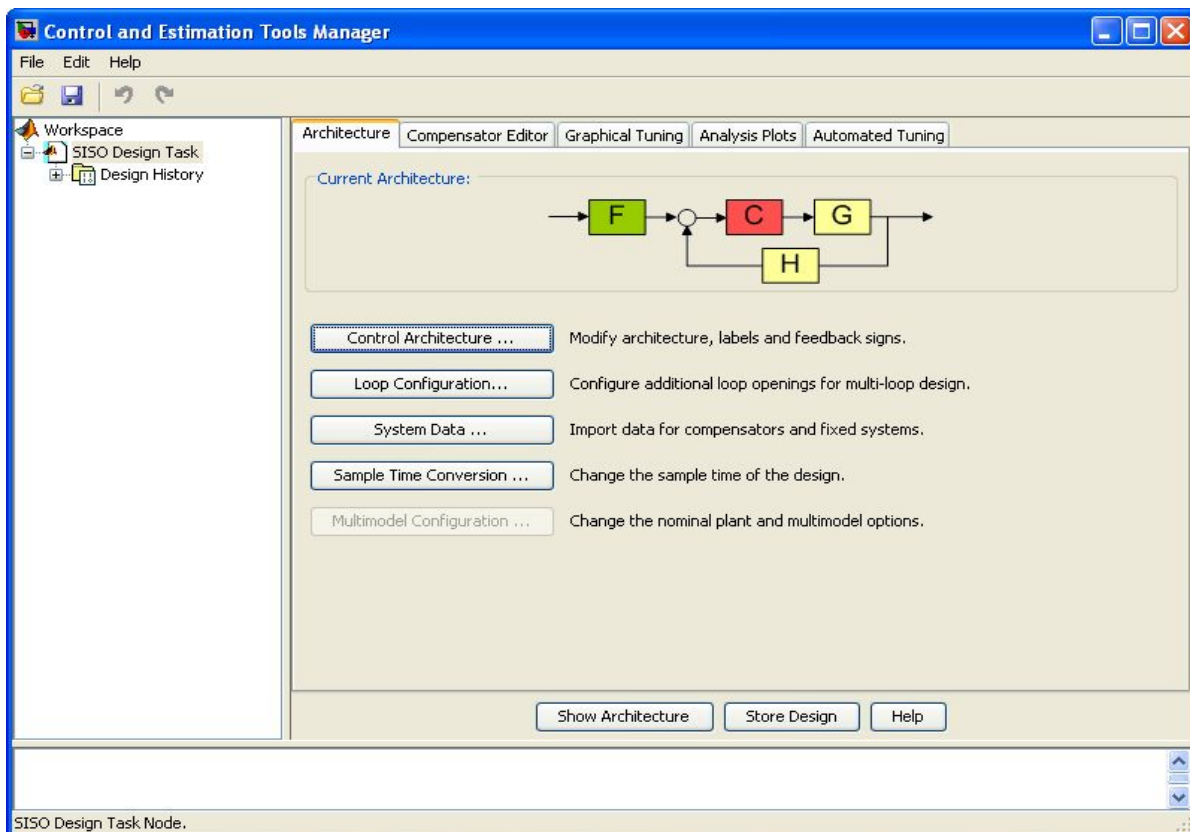 Control and Estimation Tools Manager
File Edit Help
Workspace
SISO Design Task
Design History
Architecture Compensator Editor Graphical Tuning Analysis Plots Automated Tuning
Current Architecture:
F C G
H
Control Architecture ... Modify architecture, labels and feedback signs.
Loop Configuration... Configure additional loop openings for multi-loop design.
System Data ... Import data for compensators and fixed systems.
Sample Time Conversion ... Change the sample time of the design.
Multimodel Configuration ... Change the nominal plant and multimodel options.
Show Architecture Store Design Help
SISO Design Task Node.